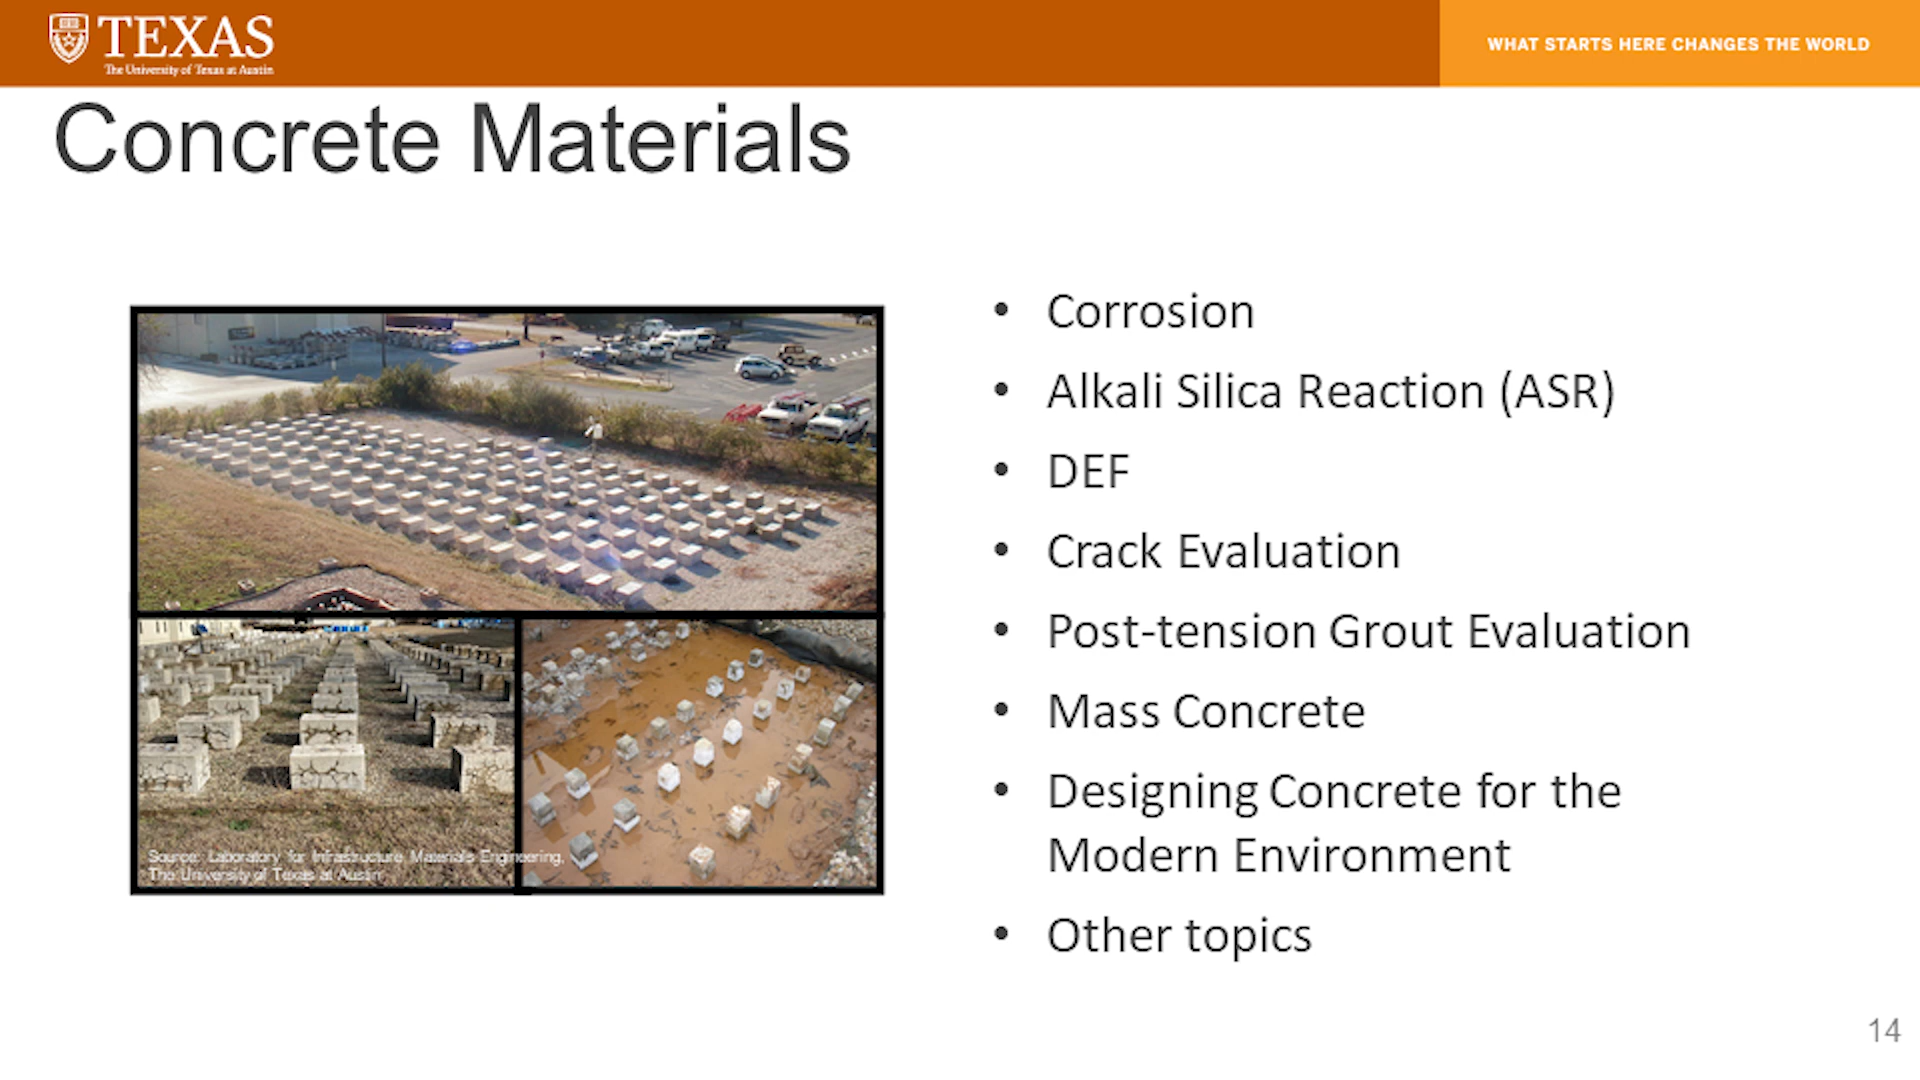 TEXAS
The University of Texas at Austin
WHAT STARTS HERE CHANGES THE WORLD
Concrete Materials
Source: Laboratory for Infrastructure Materials Engineering,
The University of Texas at Austin
• Corrosion
• Alkali Silica Reaction (ASR)
• DEF
• Crack Evaluation
• Post-tension Grout Evaluation
• Mass Concrete
• Designing Concrete for the
Modern Environment
• Other topics
14